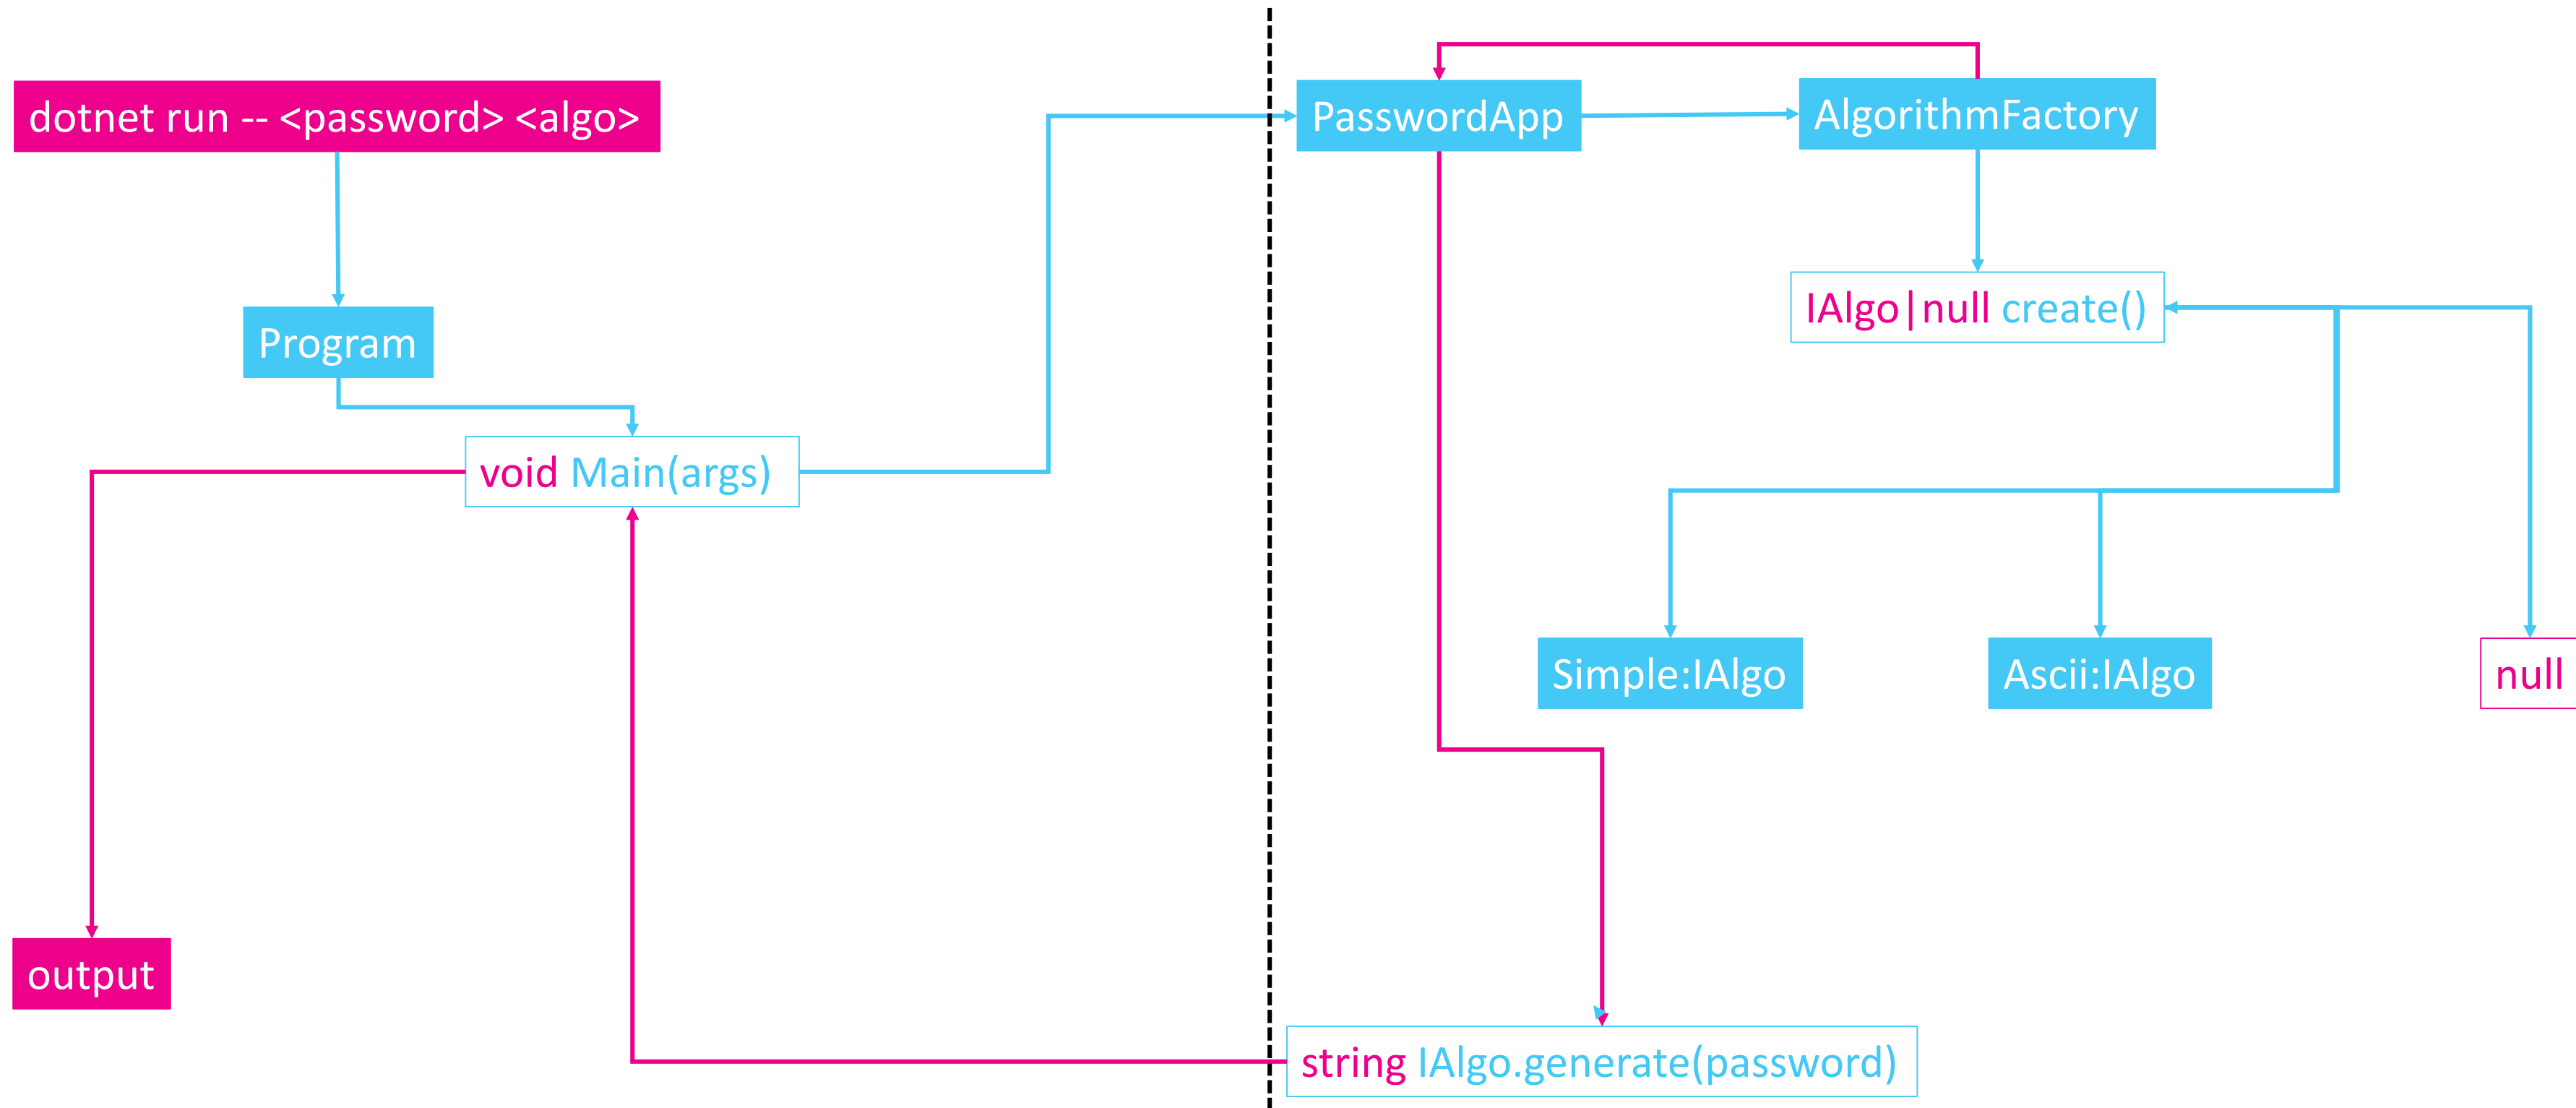 dotnet run -- <password> <algo>
PasswordApp
AlgorithmFactory
IAlgo|null create()
Program
void Main(args)
Simple:IAlgo
Ascii:IAlgo
null
output
string IAlgo.generate(password)